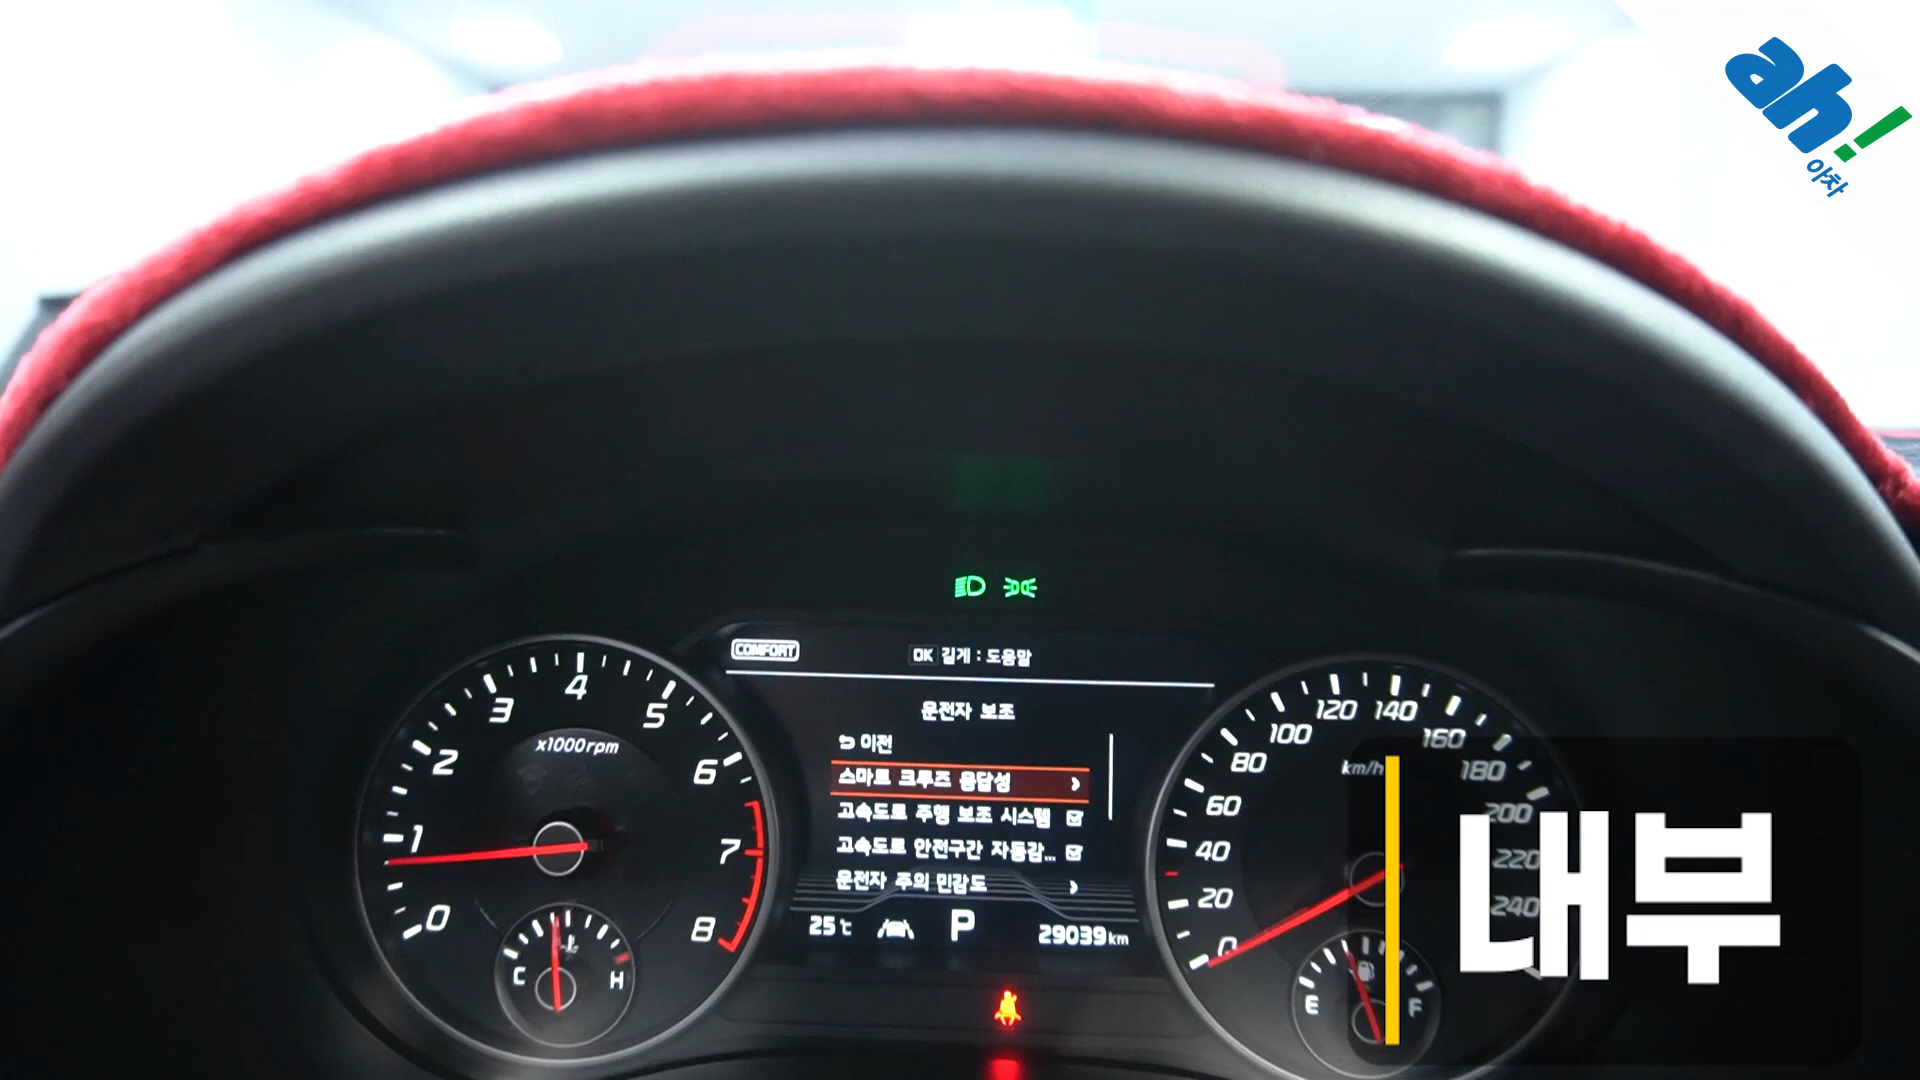 ah!
아차
COMFORT
OK 길게 : 도움말
운전자 보조
이전
스마트 크루즈 응답성
고속도로 주행 보조 시스템
고속도로 안전구간 자동감...
운전자 주의 민감도
25℃ P 29039km
0 1 2 3 4 5 6 7 8
x1000rpm
C H
0 20 40 60 80 100 120 140 160 180 200 220 240
km/h
E F
내부